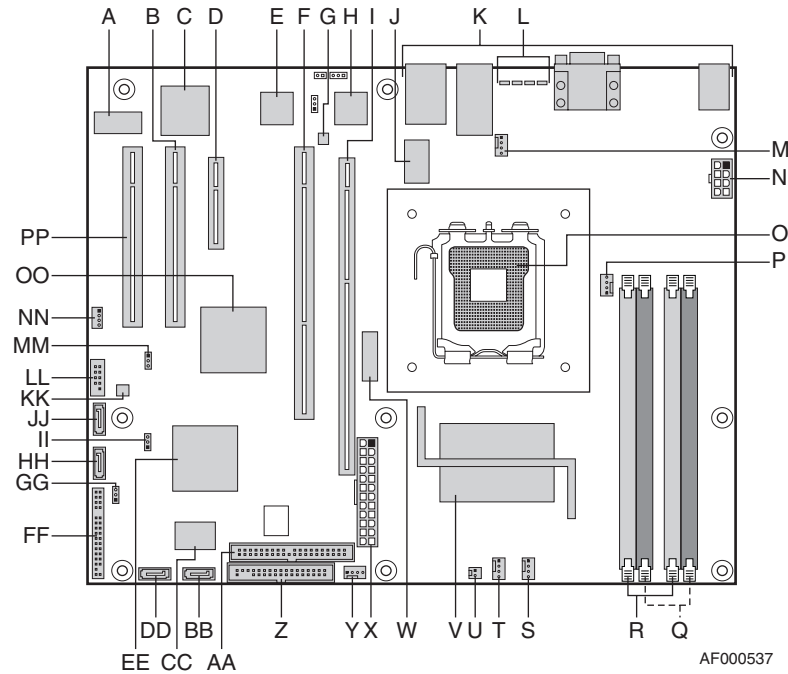 A B C D E F G H I J K L
M
N
O
P
PP
OO
NN
MM
LL
KK
JJ
II
HH
GG
FF
DD BB Z Y X W V U T S R Q
EE CC AA
AF000537